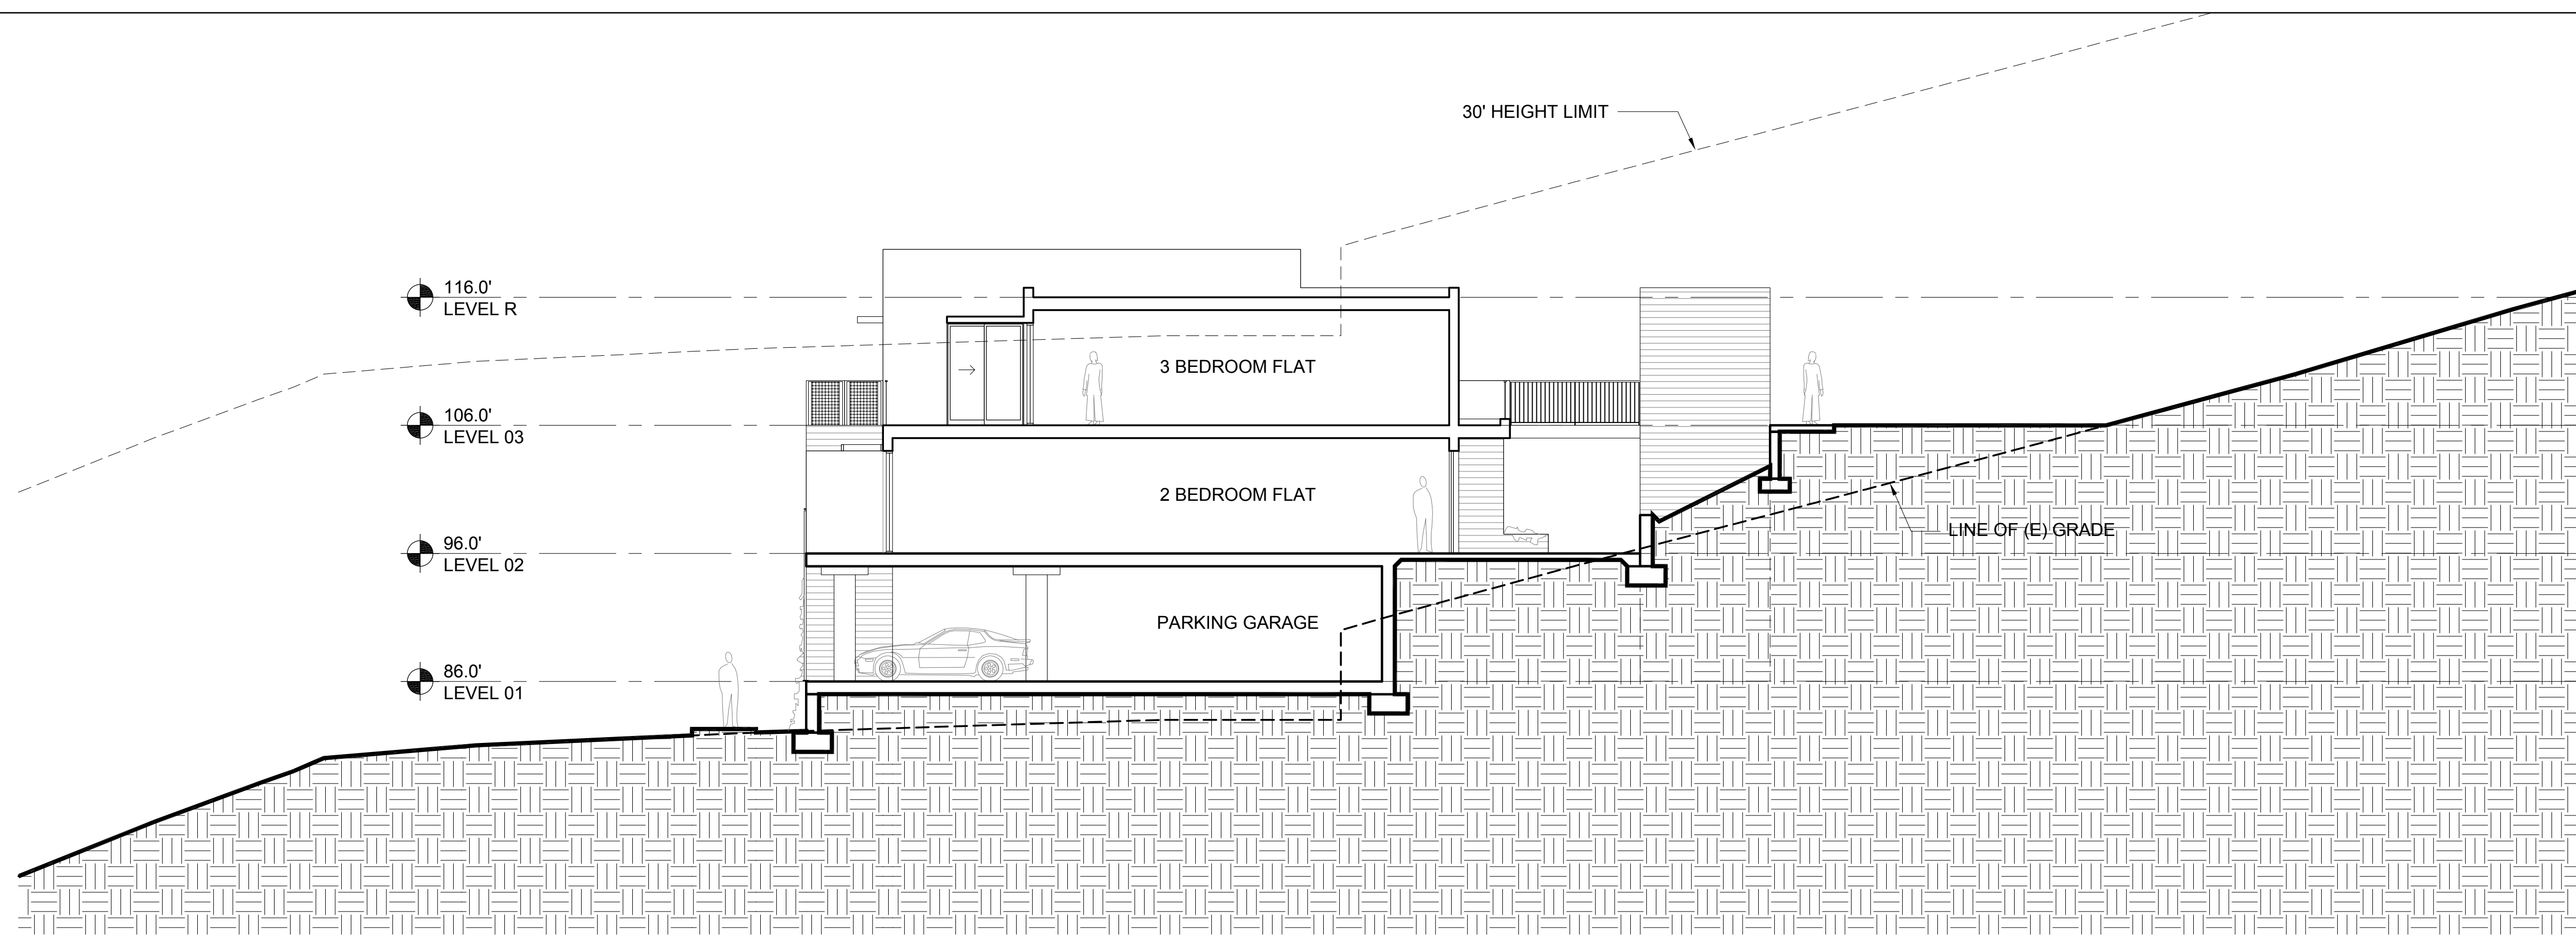 30' HEIGHT LIMIT
116.0'
LEVEL R
3 BEDROOM FLAT
106.0'
LEVEL 03
2 BEDROOM FLAT
LINE OF (E) GRADE
96.0'
LEVEL 02
PARKING GARAGE
86.0'
LEVEL 01